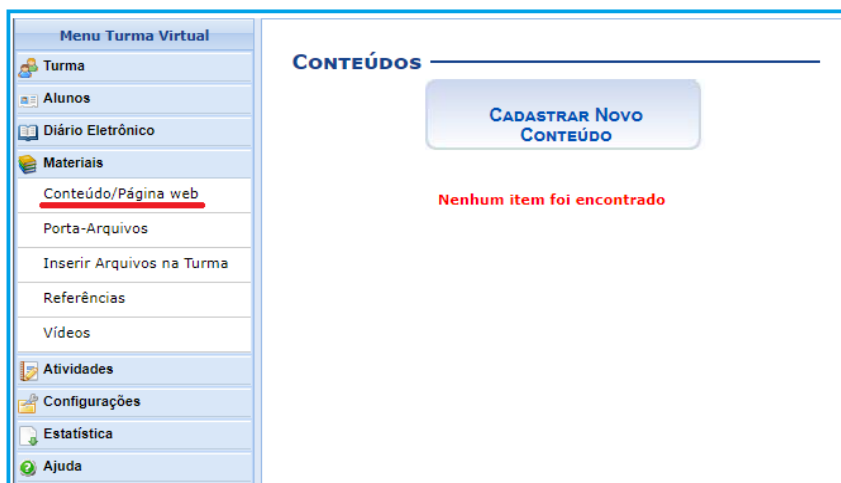 Menu Turma Virtual
Turma
Alunos
Diário Eletrônico
Materiais
Conteúdo/Página web
Porta-Arquivos
Inserir Arquivos na Turma
Referências
Vídeos
Atividades
Configurações
Estatística
Ajuda
Conteúdos
Cadastrar Novo
Conteúdo
Nenhum item foi encontrado